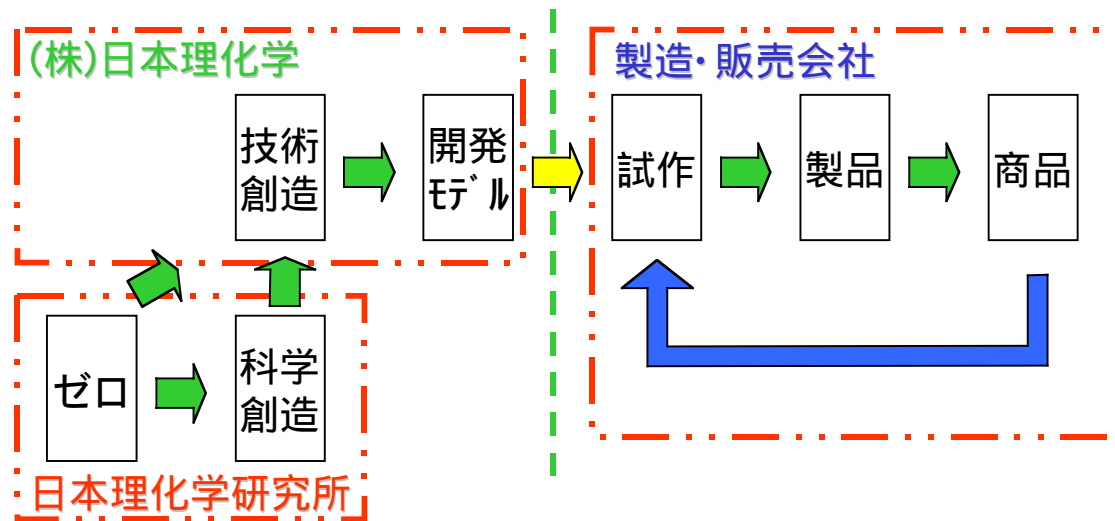 (株)日本理化学
製造・販売会社
技術
創造
開発
ﾓﾃﾞﾙ
試作
製品
商品
ゼロ
科学
創造
日本理化学研究所